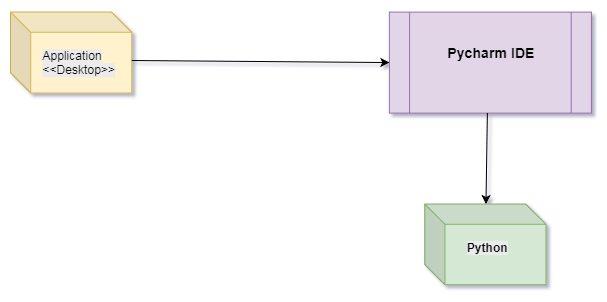 Application
<<Desktop>>
Pycharm IDE
Python